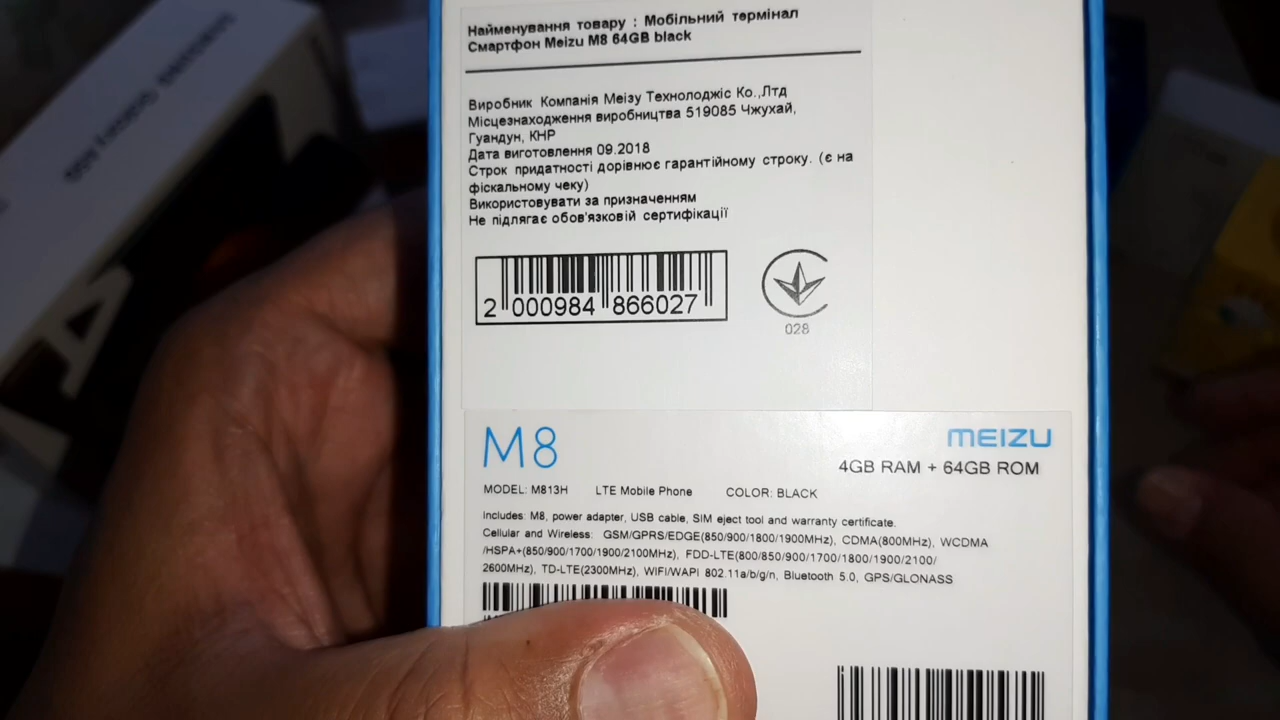 Найменування товару : Мобільний термінал
Смартфон Meizu M8 64GB black
Виробник Компанія Меізу Технолоджіс Ко.,Лтд
Місцезнаходження виробництва 519085 Чжухай,
Гуандун, КНР
Дата виготовлення 09.2018
Строк придатності дорівнює гарантійному строку. (є на
фіскальному чеку)
Використовувати за призначенням
Не підлягає обов'язковій сертифікації
2 000984 866027
028
M8
MEIZU
4GB RAM + 64GB ROM
MODEL: M813H LTE Mobile Phone COLOR: BLACK
Includes: M8, power adapter, USB cable, SIM eject tool and warranty certificate.
Cellular and Wireless: GSM/GPRS/EDGE(850/900/1800/1900MHz), CDMA(800MHz), WCDMA
/HSPA+(850/900/1700/1900/2100MHz), FDD-LTE(800/850/900/1700/1800/1900/2100/
2600MHz), TD-LTE(2300MHz), WIFI/WAPI 802.11a/b/g/n, Bluetooth 5.0, GPS/GLONASS